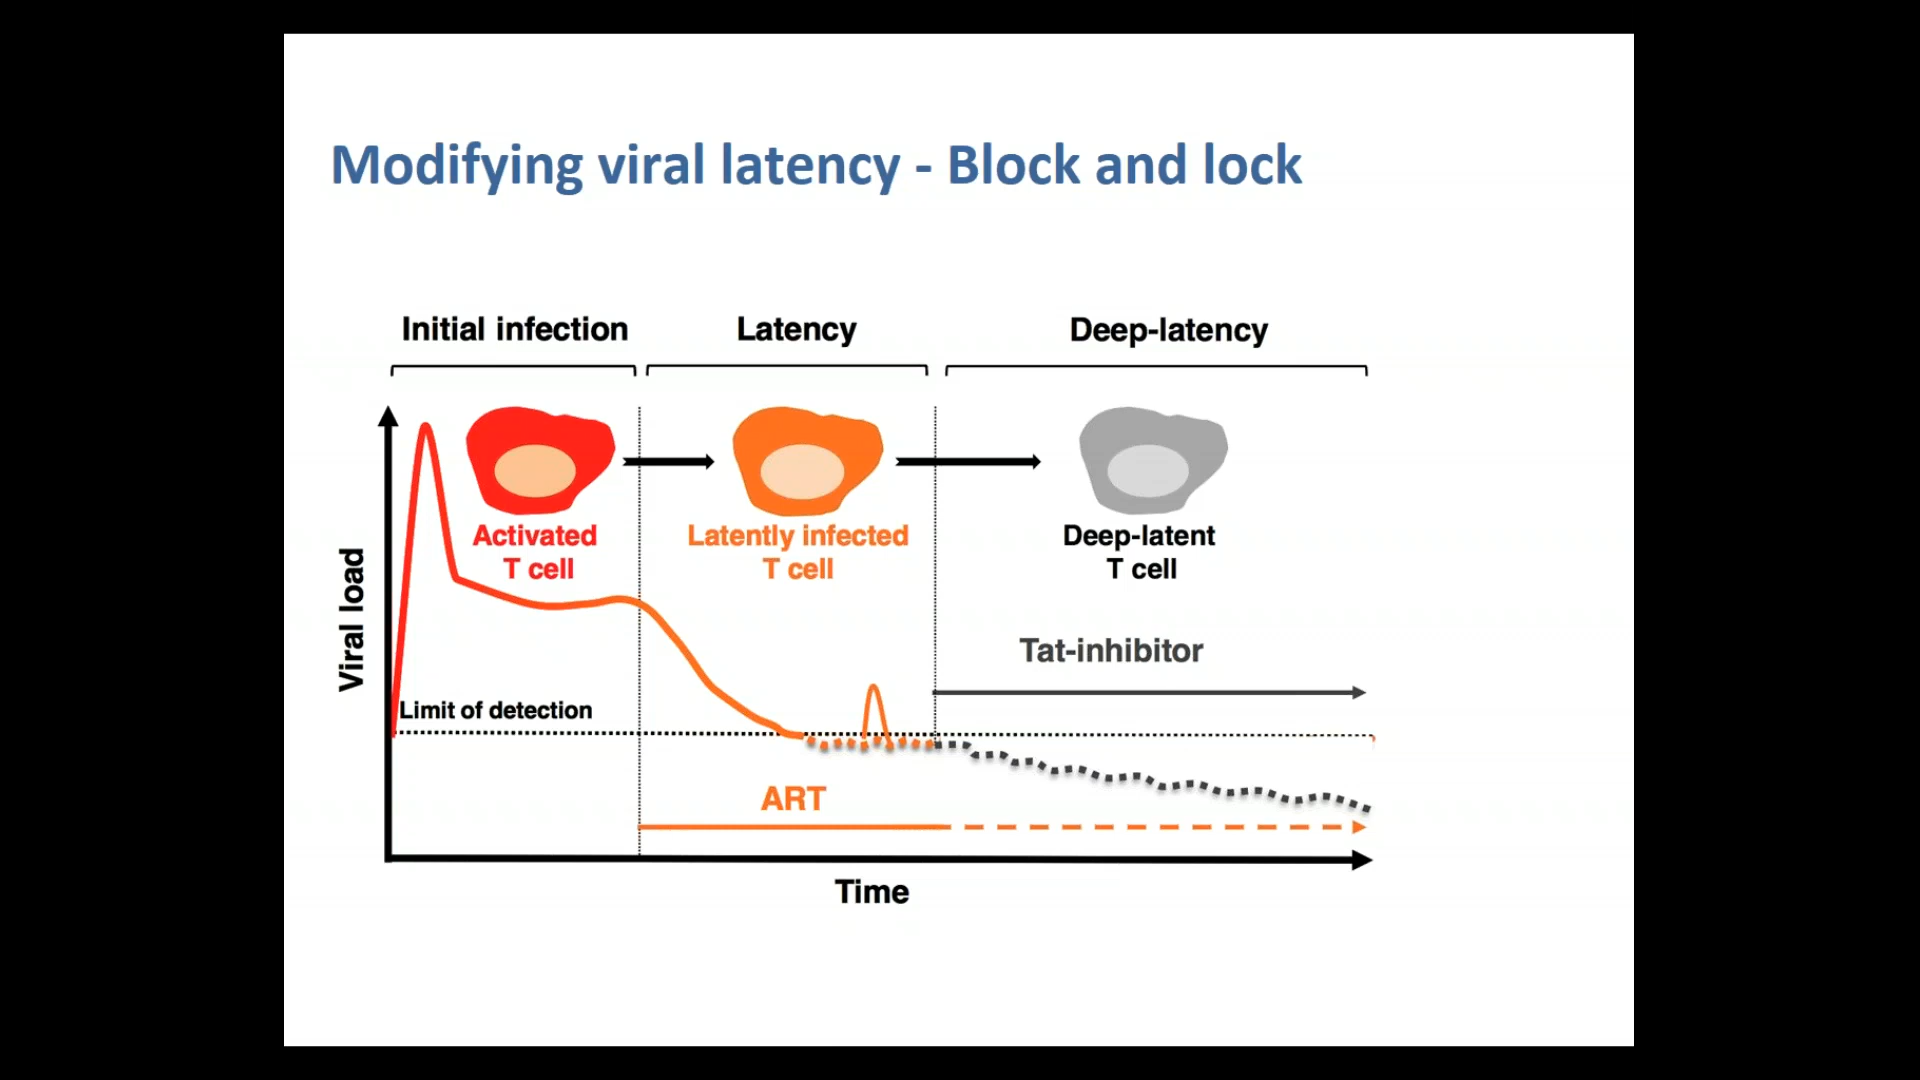 Modifying viral latency - Block and lock
Initial infection
Latency
Deep-latency
Activated
T cell
Latently infected
T cell
Deep-latent
T cell
Viral load
Tat-inhibitor
Limit of detection
ART
Time